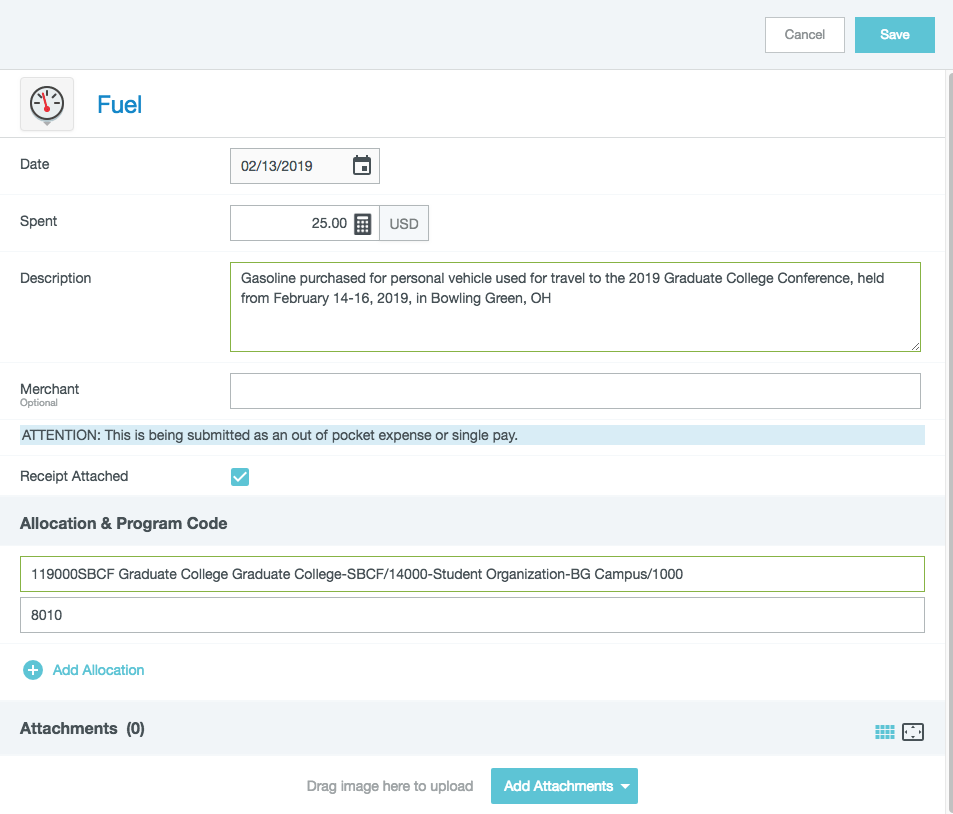 Cancel
Save
Fuel
Date
02/13/2019
Spent
25.00
USD
Description
Gasoline purchased for personal vehicle used for travel to the 2019 Graduate College Conference, held
from February 14-16, 2019, in Bowling Green, OH
Merchant
Optional
ATTENTION: This is being submitted as an out of pocket expense or single pay.
Receipt Attached
Allocation & Program Code
119000SBCF Graduate College Graduate College-SBCF/14000-Student Organization-BG Campus/1000
8010
Add Allocation
Attachments (0)
Drag image here to upload
Add Attachments